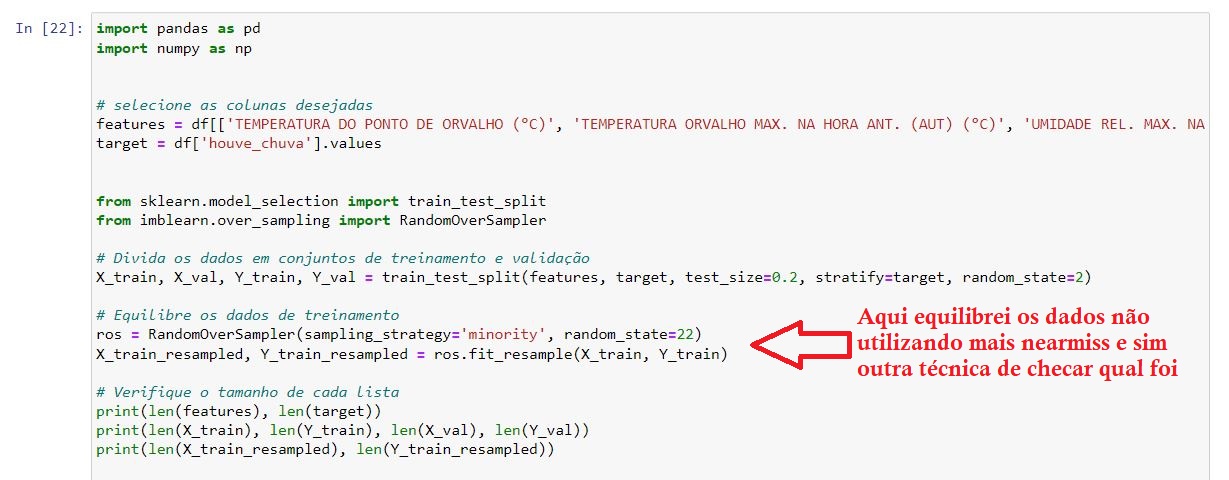 In [22]:
import pandas as pd
import numpy as np
# selecione as colunas desejadas
features = df[['TEMPERATURA DO PONTO DE ORVALHO (°C)', 'TEMPERATURA ORVALHO MAX. NA HORA ANT. (AUT) (°C)', 'UMIDADE REL. MAX. NA
target = df['houve_chuva'].values
from sklearn.model_selection import train_test_split
from imblearn.over_sampling import RandomOverSampler
# Divida os dados em conjuntos de treinamento e validação
X_train, X_val, Y_train, Y_val = train_test_split(features, target, test_size=0.2, stratify=target, random_state=2)
# Equilibre os dados de treinamento
ros = RandomOverSampler(sampling_strategy='minority', random_state=22)
X_train_resampled, Y_train_resampled = ros.fit_resample(X_train, Y_train)
Aqui equilibrei os dados não
utilizando mais nearmiss e sim
outra técnica de checar qual foi
# Verifique o tamanho de cada lista
print(len(features), len(target))
print(len(X_train), len(Y_train), len(X_val), len(Y_val))
print(len(X_train_resampled), len(Y_train_resampled))